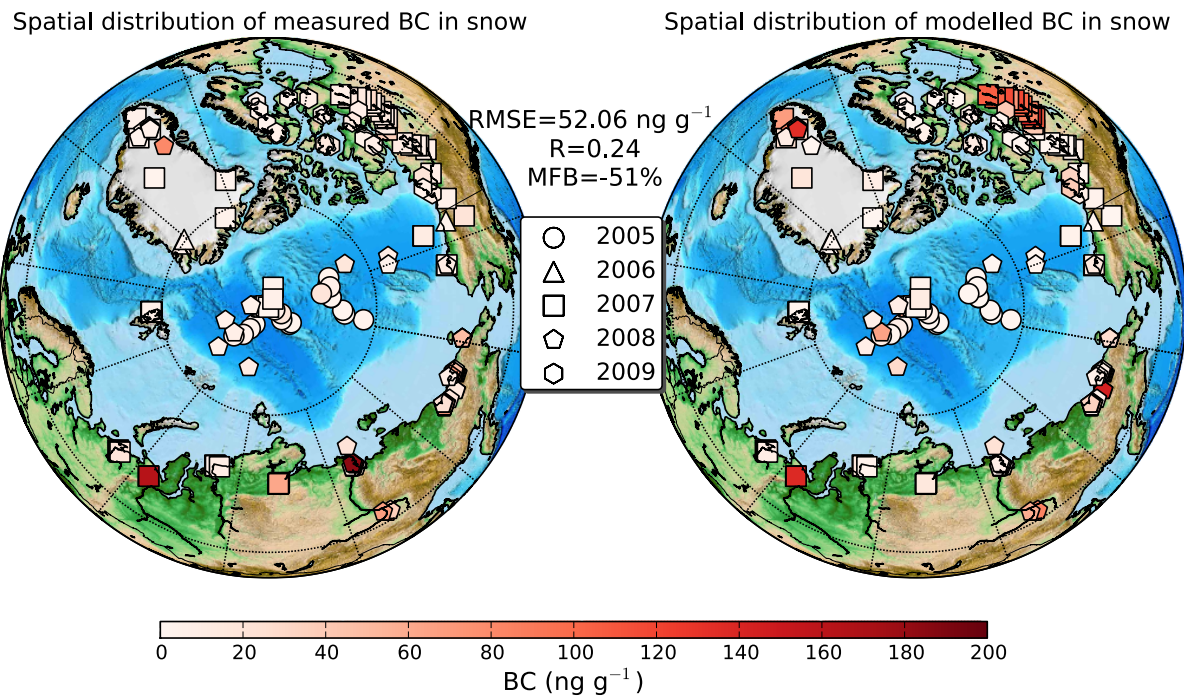 Spatial distribution of measured BC in snow
Spatial distribution of modelled BC in snow
RMSE=52.06 ng g⁻¹
R=0.24
MFB=-51%
2005
2006
2007
2008
2009
0 20 40 60 80 100 120 140 160 180 200
BC (ng g⁻¹)